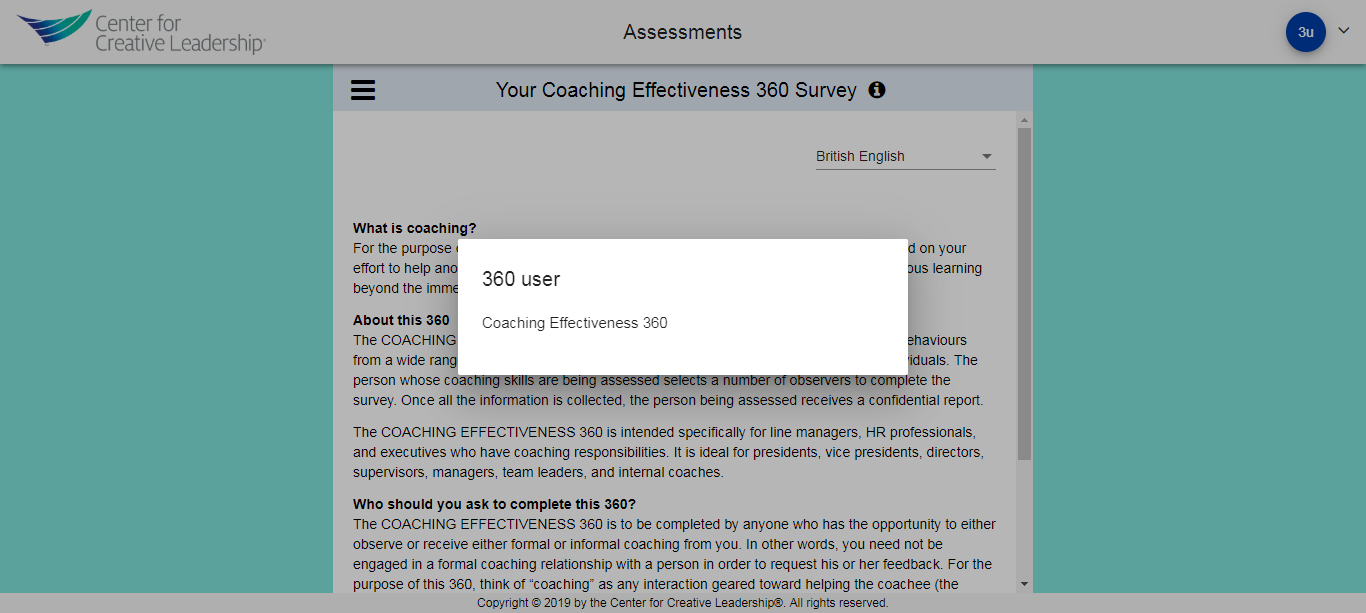 Center for
Creative Leadership®
Assessments
3u
Your Coaching Effectiveness 360 Survey
British English
What is coaching?
For the purpose d on your
effort to help ano ous learning
beyond the imme
360 user
Coaching Effectiveness 360
About this 360
The COACHING ehaviours
from a wide rang iduals. The
person whose coaching skills are being assessed selects a number of observers to complete the
survey. Once all the information is collected, the person being assessed receives a confidential report.
The COACHING EFFECTIVENESS 360 is intended specifically for line managers, HR professionals,
and executives who have coaching responsibilities. It is ideal for presidents, vice presidents, directors,
supervisors, managers, team leaders, and internal coaches.
Who should you ask to complete this 360?
The COACHING EFFECTIVENESS 360 is to be completed by anyone who has the opportunity to either
observe or receive either formal or informal coaching from you. In other words, you need not be
engaged in a formal coaching relationship with a person in order to request his or her feedback. For the
purpose of this 360, think of “coaching” as any interaction geared toward helping the coachee (the
Copyright © 2019 by the Center for Creative Leadership®. All rights reserved.